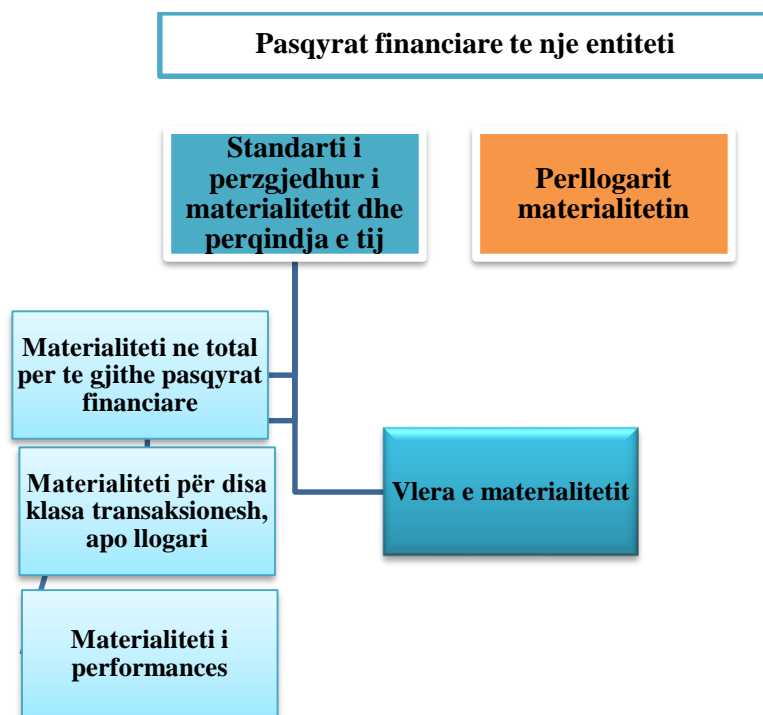 Pasqyrat financiare te nje entiteti
Standarti i
perzgjedhur i
materialitetit dhe
perqindja e tij
Perllogarit
materialitetin
Materialiteti ne total
per te gjithe pasqyrat
financiare
Materialiteti për disa
klasa transaksionesh,
apo llogari
Vlera e materialitetit
Materialiteti i
performances